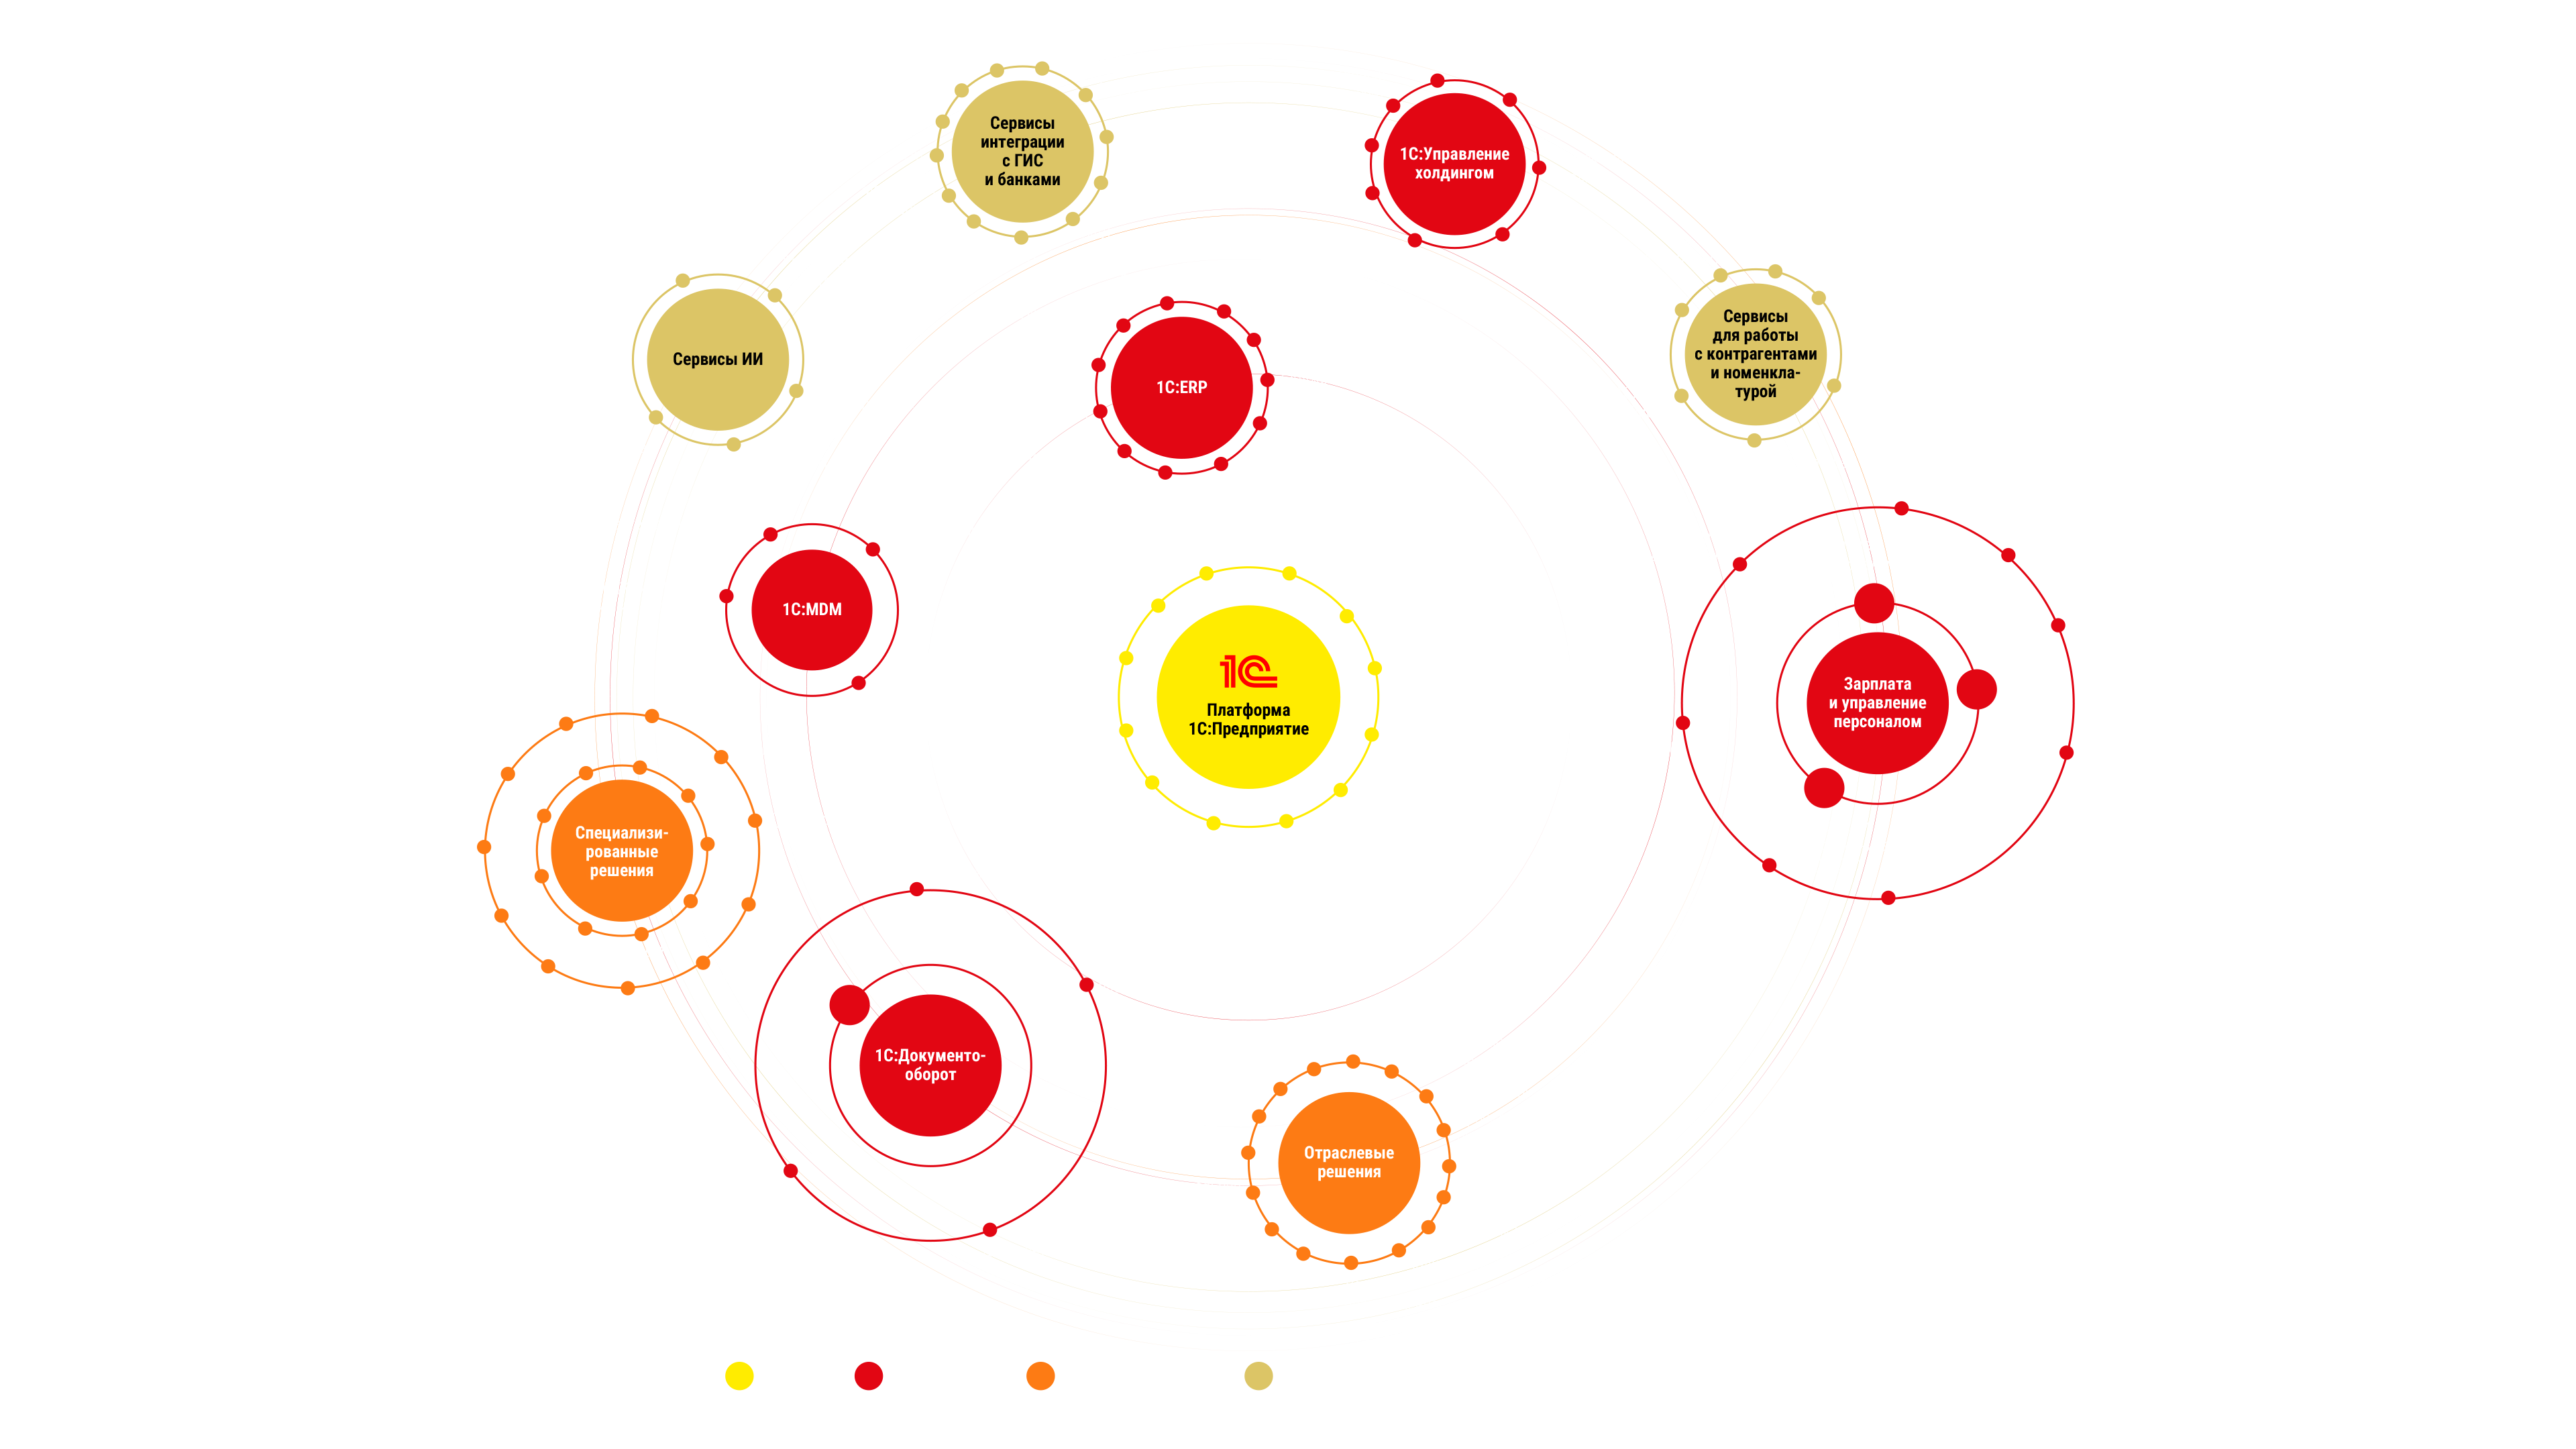 Сервисы
интеграции
с ГИС
и банками
1С:Управление
холдингом
Сервисы ИИ
1С:ERP
Сервисы
для работы
с контрагентами
и номенкла-
турой
1С:MDM
1С
Платформа
1С:Предприятие
Зарплата
и управление
персоналом
Специализи-
рованные
решения
1С:Документо-
оборот
Отраслевые
решения